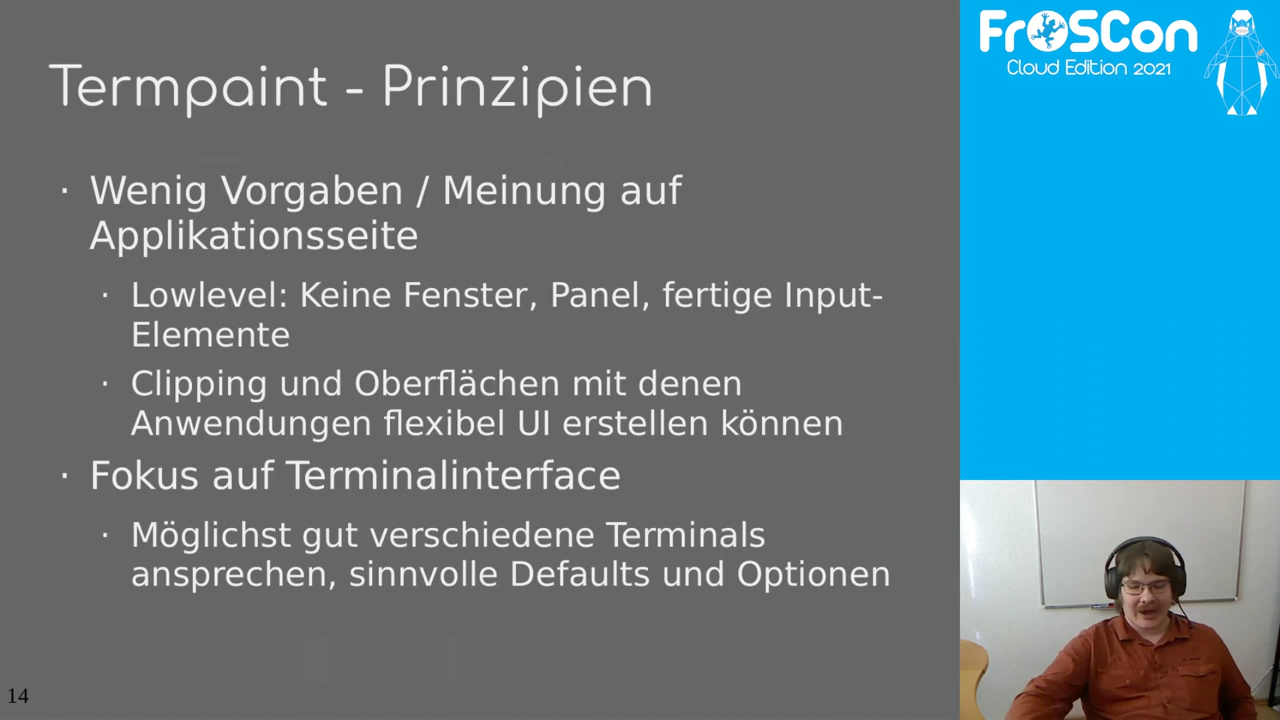 Termpaint - Prinzipien
· Wenig Vorgaben / Meinung auf
Applikationsseite
· Lowlevel: Keine Fenster, Panel, fertige Input-
Elemente
· Clipping und Oberflächen mit denen
Anwendungen flexibel UI erstellen können
· Fokus auf Terminalinterface
· Möglichst gut verschiedene Terminals
ansprechen, sinnvolle Defaults und Optionen
14
FrOSCon
Cloud Edition 2021